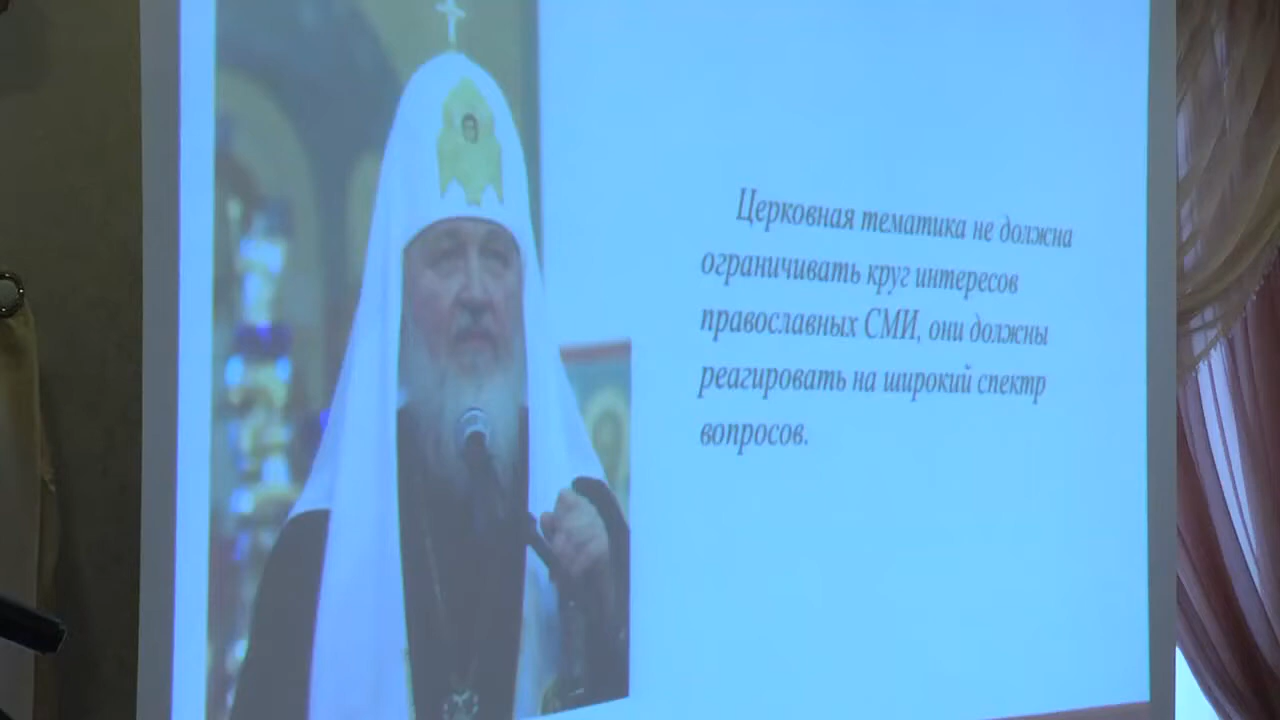 Церковная тематика не должна
ограничивать круг интересов
православных СМИ, они должны
реагировать на широкий спектр
вопросов.